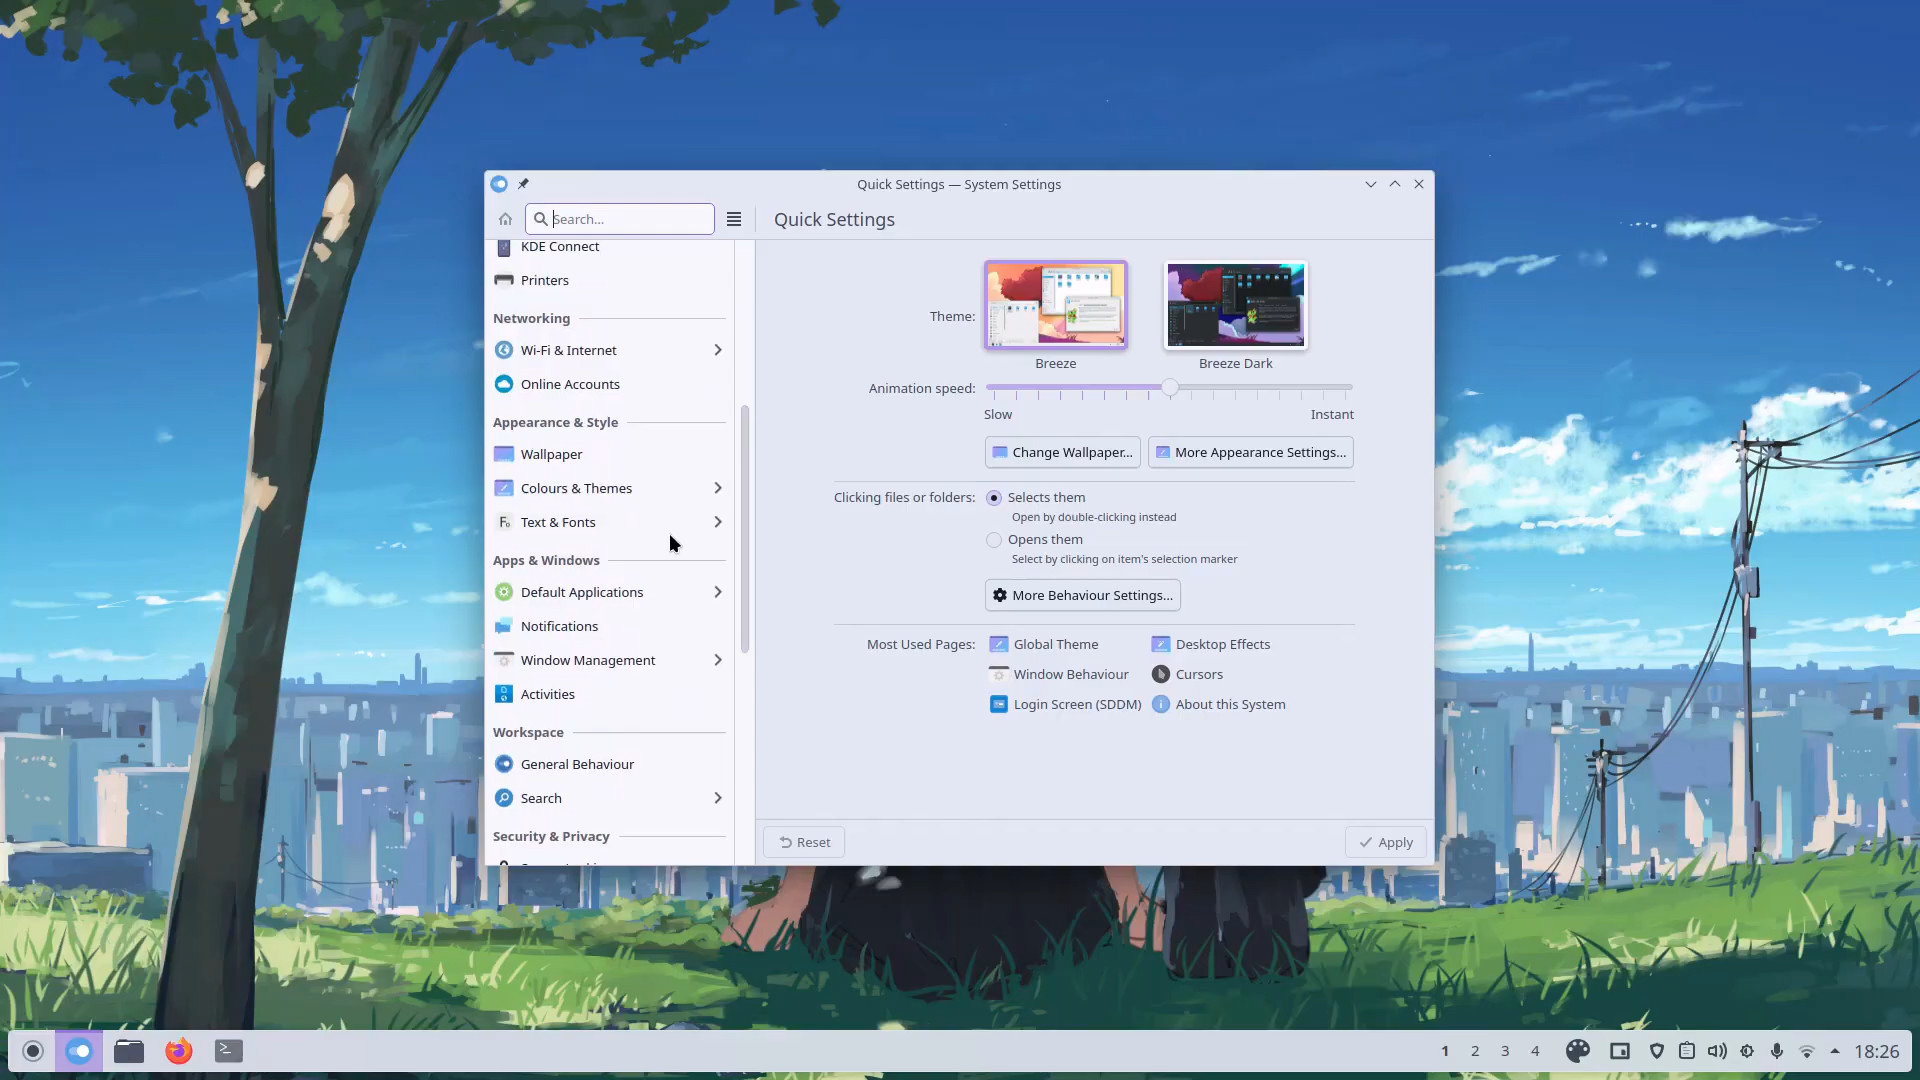 Quick Settings — System Settings
Search...
Quick Settings
KDE Connect
Printers
Networking
Wi-Fi & Internet
Online Accounts
Appearance & Style
Wallpaper
Colours & Themes
Text & Fonts
Apps & Windows
Default Applications
Notifications
Window Management
Activities
Workspace
General Behaviour
Search
Security & Privacy
Theme:
Breeze
Breeze Dark
Animation speed:
Slow
Instant
Change Wallpaper...
More Appearance Settings...
Clicking files or folders:
Selects them
Open by double-clicking instead
Opens them
Select by clicking on item's selection marker
More Behaviour Settings...
Most Used Pages:
Global Theme
Desktop Effects
Window Behaviour
Cursors
Login Screen (SDDM)
About this System
Reset
Apply
1 2 3 4
18:26